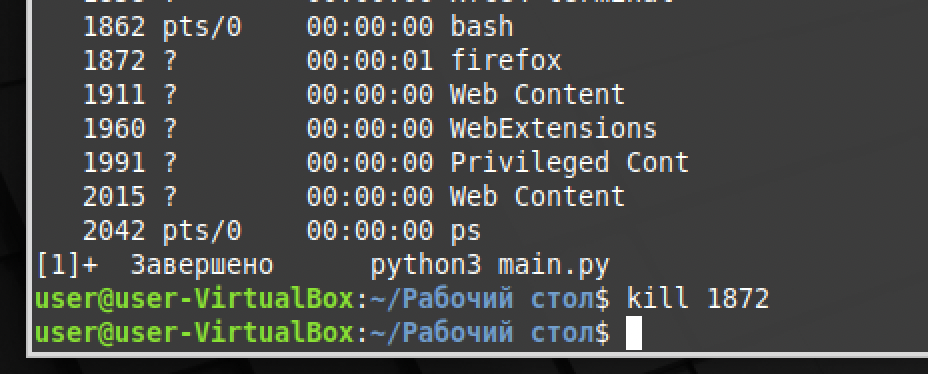 1862 pts/0    00:00:00 bash
1872 ?        00:00:01 firefox
1911 ?        00:00:00 Web Content
1960 ?        00:00:00 WebExtensions
1991 ?        00:00:00 Privileged Cont
2015 ?        00:00:00 Web Content
2042 pts/0    00:00:00 ps
[1]+  Завершено      python3 main.py
user@user-VirtualBox:~/Рабочий стол$ kill 1872
user@user-VirtualBox:~/Рабочий стол$